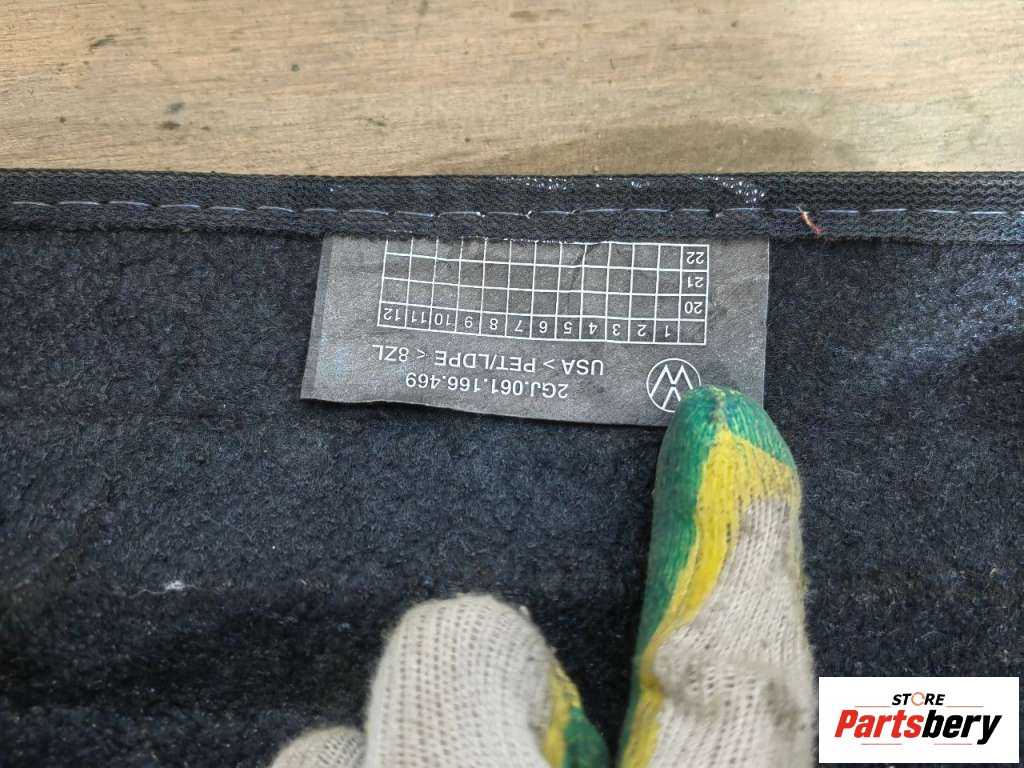 2GJ.061.166.469
USA > PET/LDPE < 8ZL
1 2 3 4 5 6 7 8 9 10 11 12
20
21
22
STORE
Partsbery